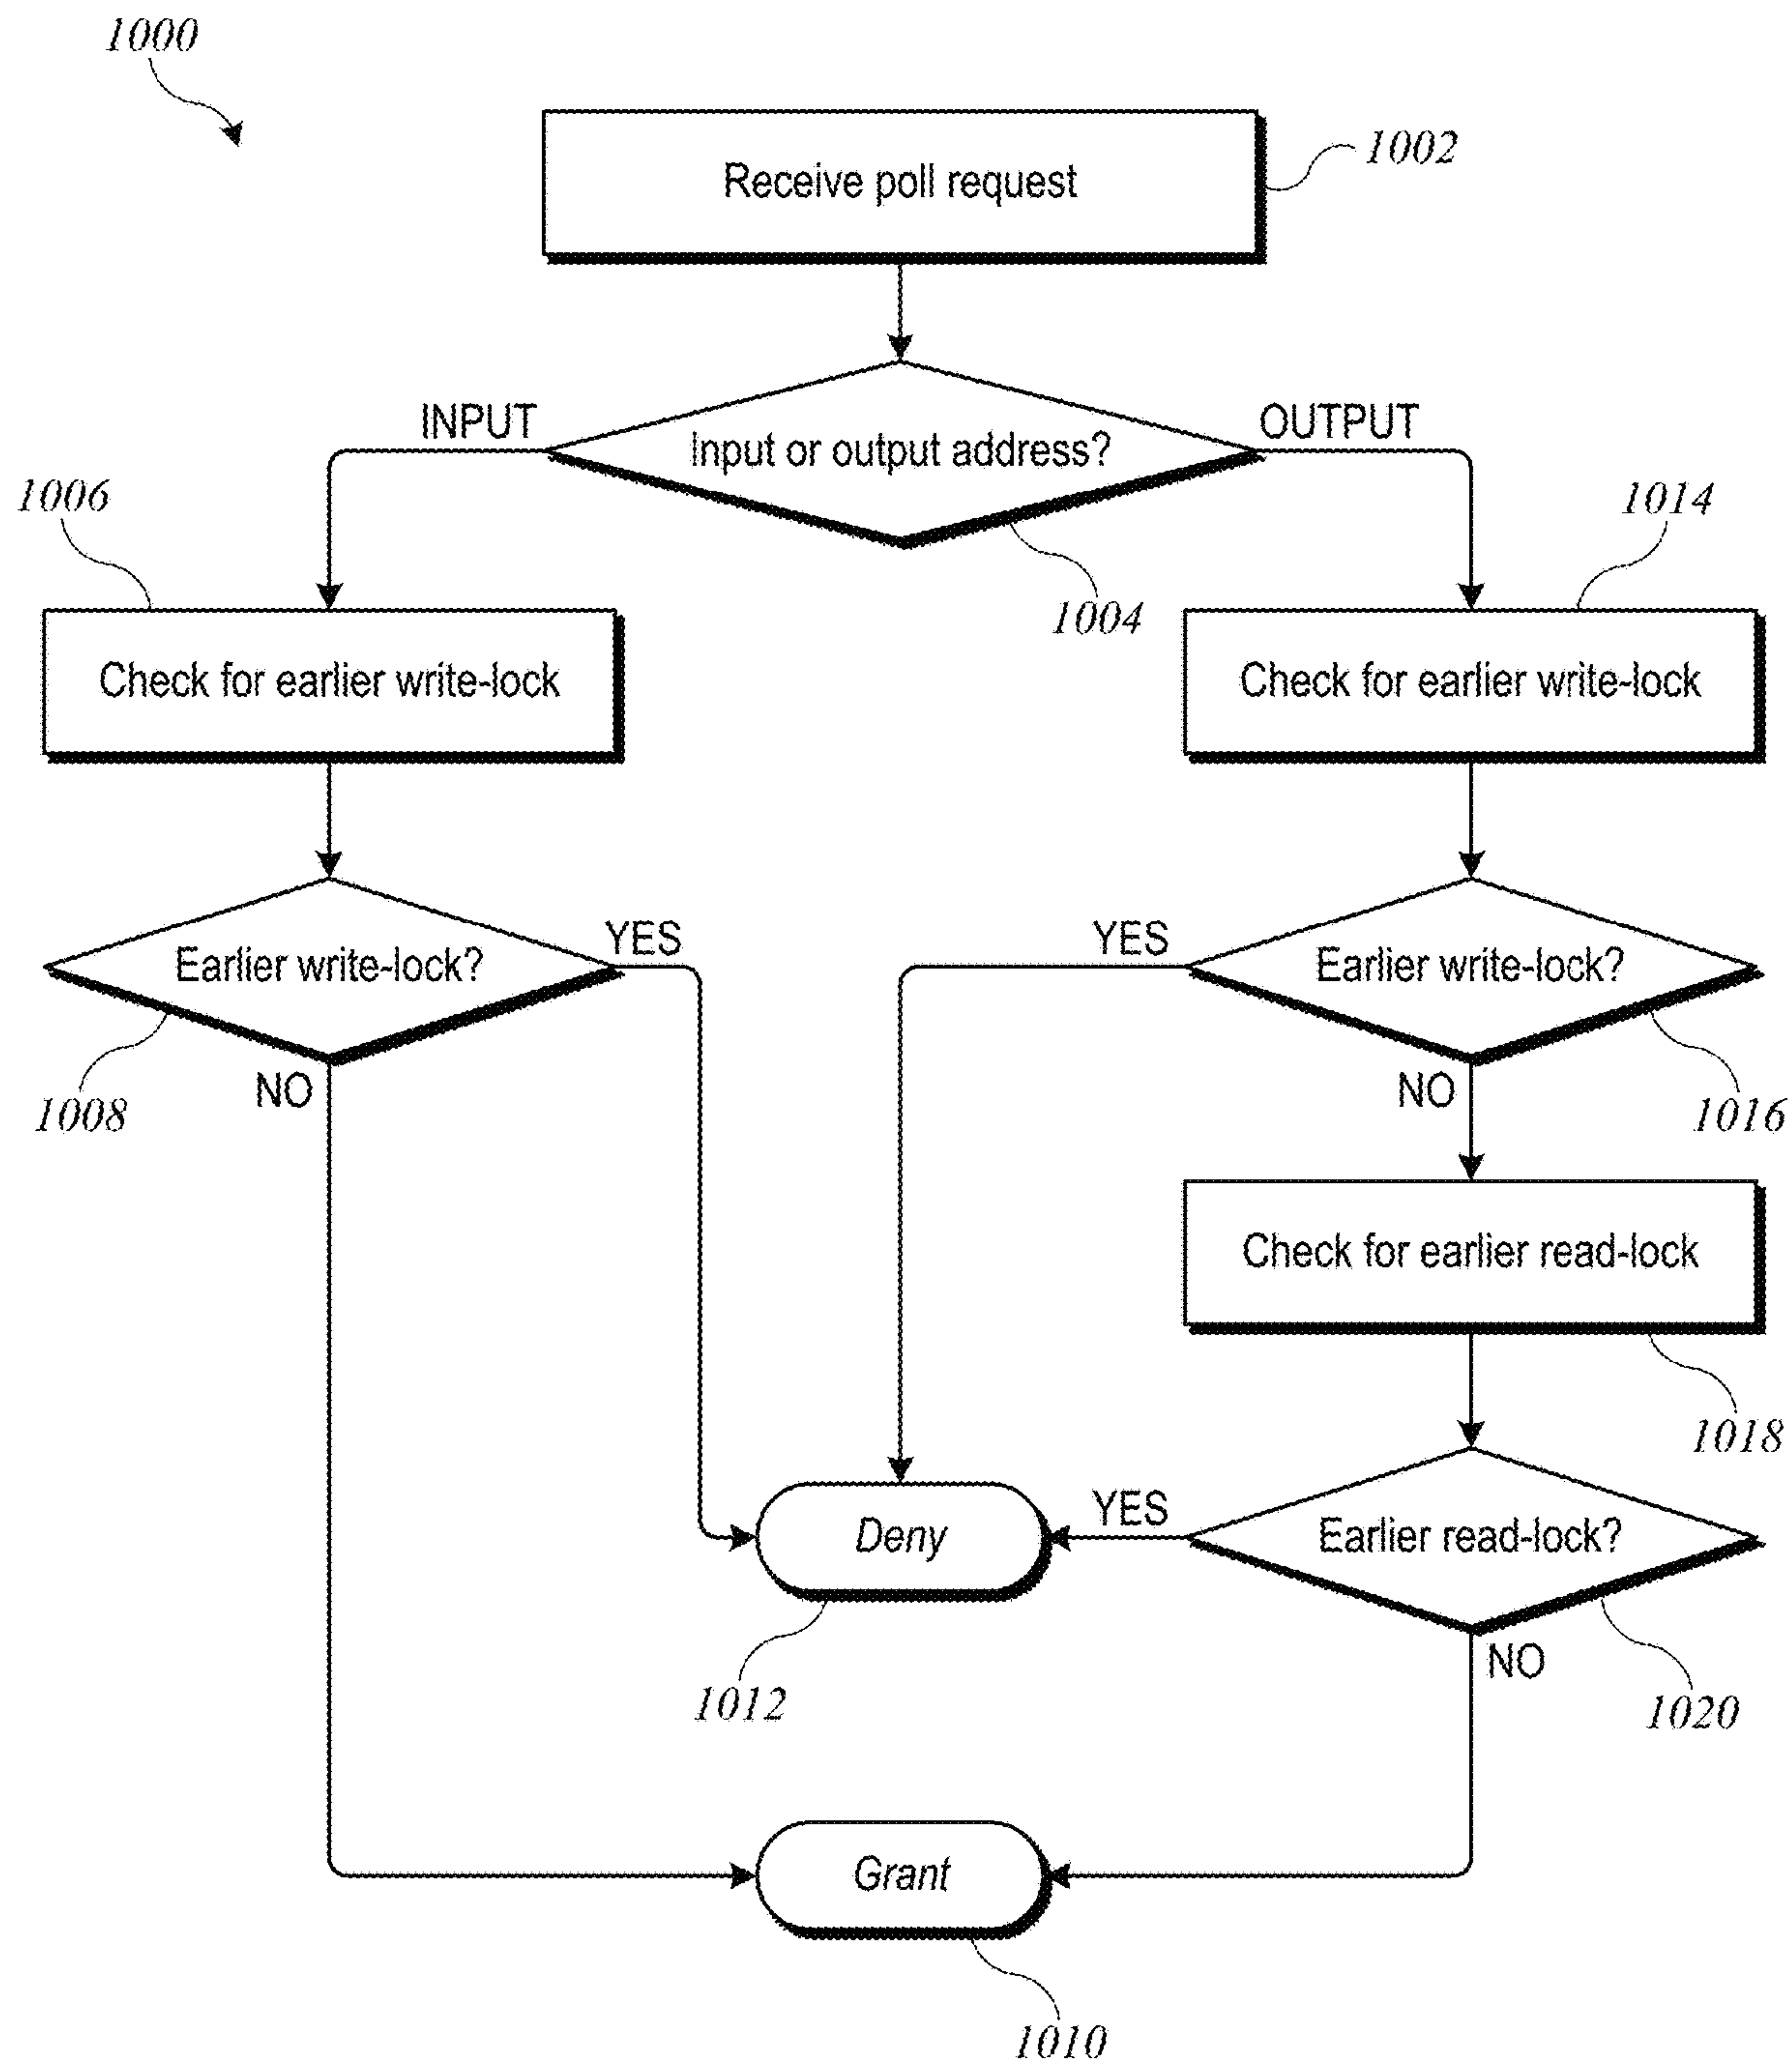 1000
Receive poll request
1002
INPUT
Input or output address?
OUTPUT
1004
1006
1014
Check for earlier write-lock
Check for earlier write-lock
Earlier write-lock?
YES
NO
1008
YES
Earlier write-lock?
NO
1016
Check for earlier read-lock
1018
Deny
YES
Earlier read-lock?
1012
NO
1020
Grant
1010